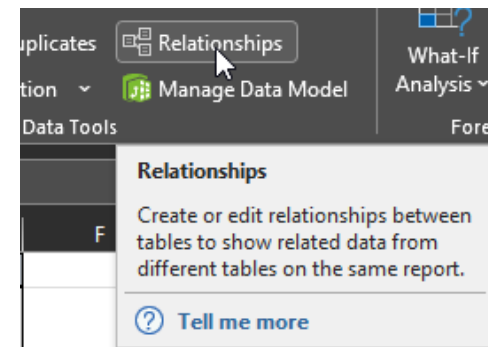 uplicates
Relationships
What-If
tion
Manage Data Model
Analysis
Data Tools
Fore
Relationships
F
Create or edit relationships between
tables to show related data from
different tables on the same report.
Tell me more